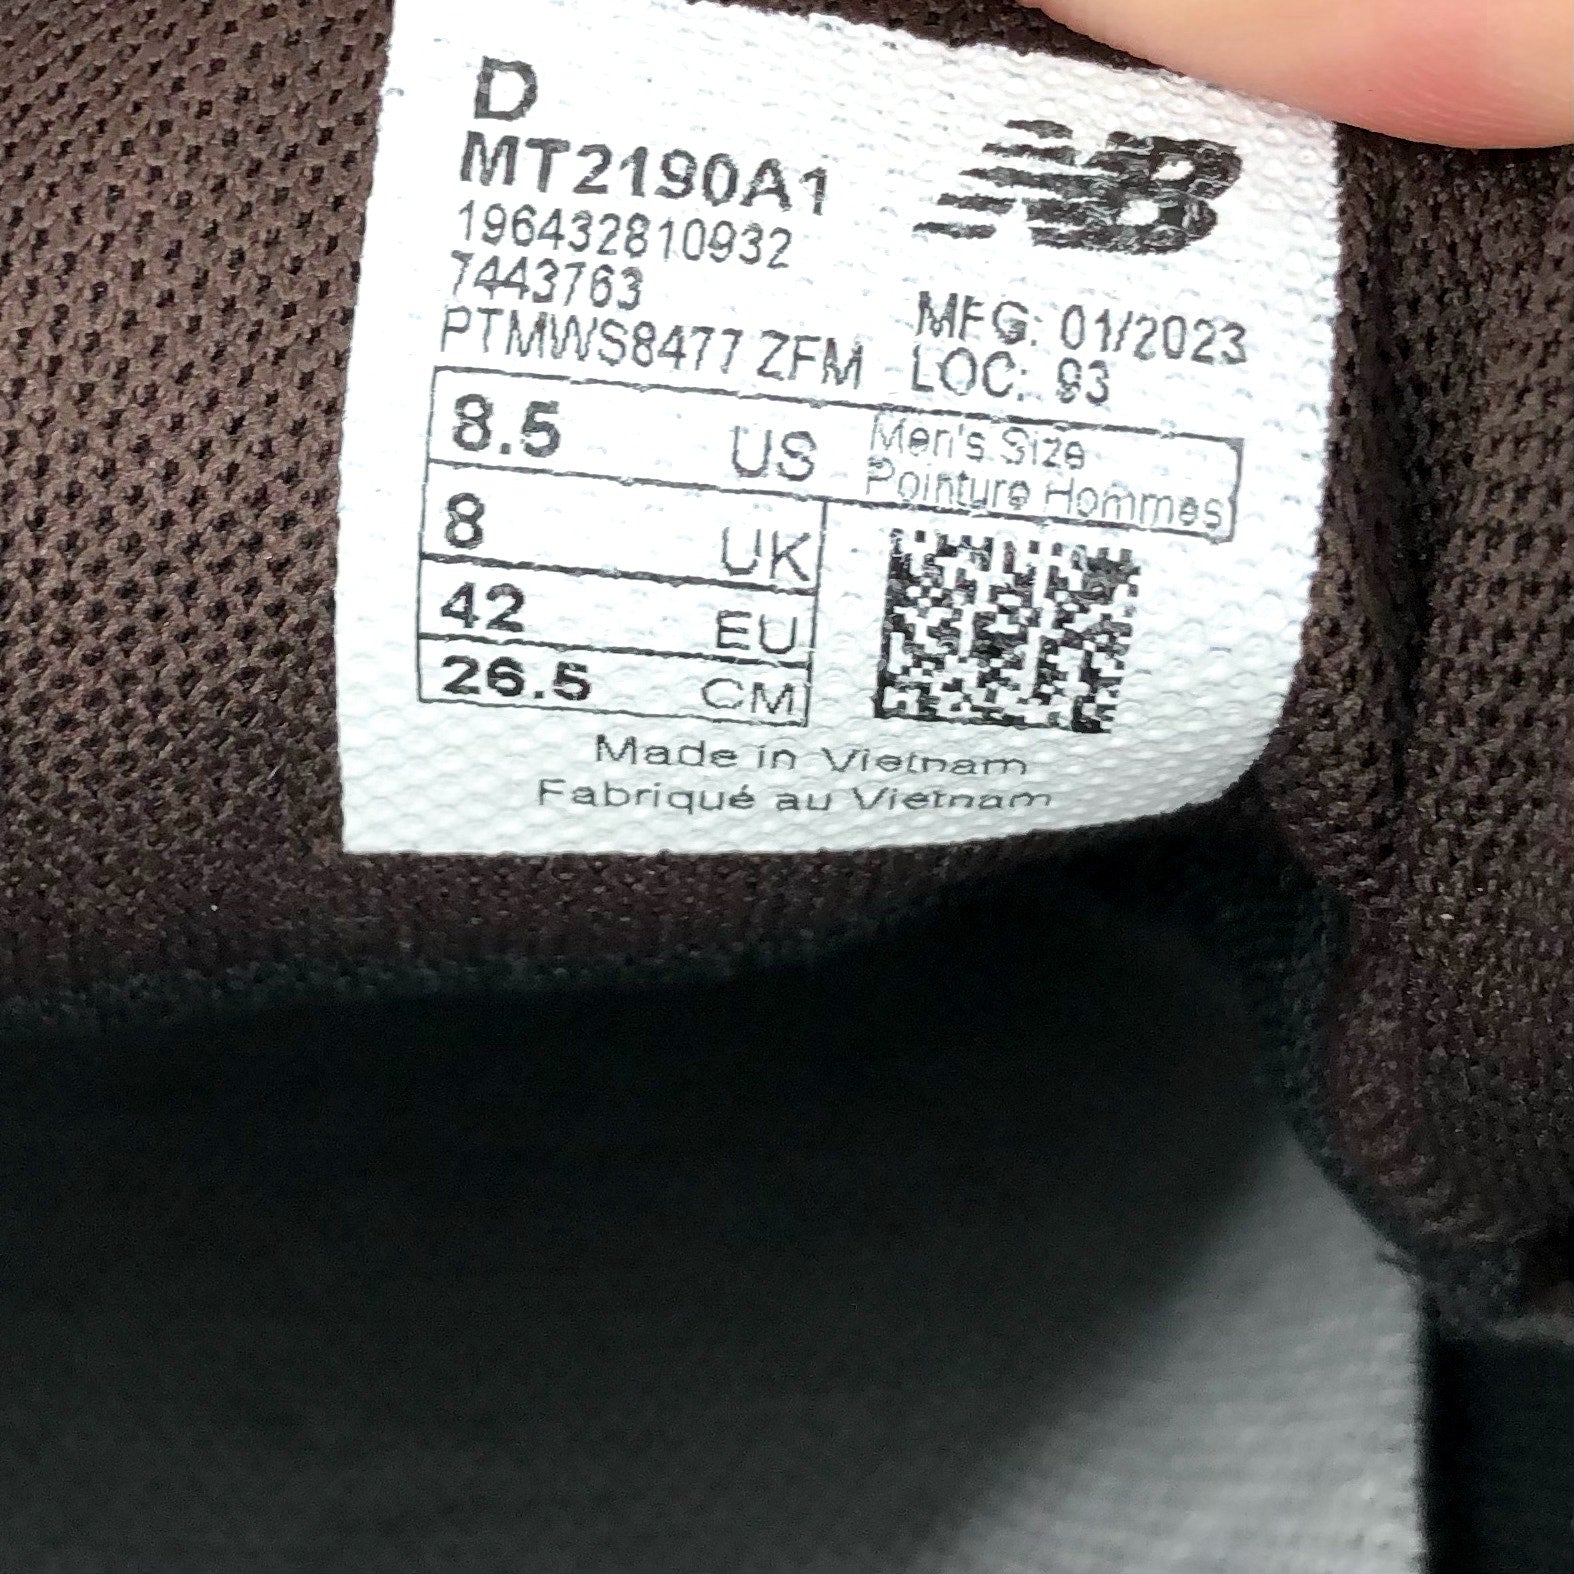 D
MT2190A1
196432810932
7443763
PTMWS8477 ZFM
NB
MFG: 01/2023
LOC: 93
8.5 US Men's Size
Pointure Hommes
8 UK
42 EU
26.5 CM
Made in Vietnam
Fabriqué au Vietnam